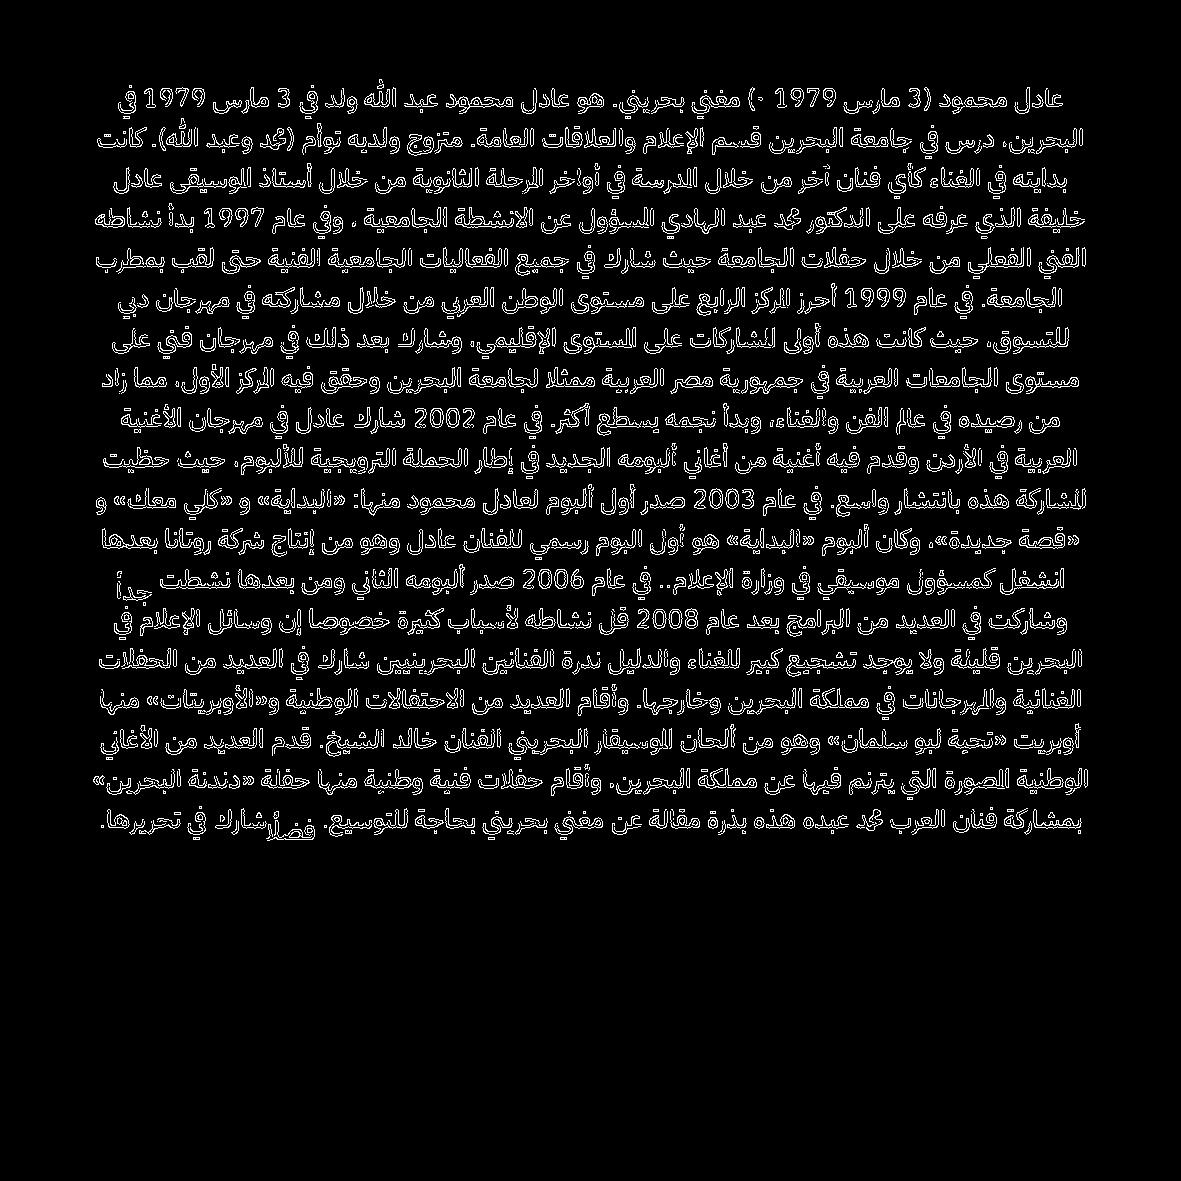 عادل محمود (3 مارس 1979 -) مغني بحريني. هو عادل محمود عبد الله ولد في 3 مارس 1979 في
البحرين، درس في جامعة البحرين قسم الإعلام والعلاقات العامة. متزوج ولديه توأم (محمد وعبد الله). كانت
بدايته في الغناء كأي فنان آخر من خلال المدرسة في أواخر المرحلة الثانوية من خلال أستاذ الموسيقى عادل
خليفة الذي عرفه على الدكتور محمد عبد الهادي المسؤول عن الانشطة الجامعية ، وفي عام 1997 بدأ نشاطه
الفني الفعلي من خلال حفلات الجامعة حيث شارك في جميع الفعاليات الجامعية الفنية حتى لقب بمطرب
الجامعة. في عام 1999 أحرز المركز الرابع على مستوى الوطن العربي من خلال مشاركته في مهرجان دبي
للتسوق، حيث كانت هذه أولى المشاركات على المستوى الإقليمي، وشارك بعد ذلك في مهرجان فني على
مستوى الجامعات العربية في جمهورية مصر العربية ممثلا لجامعة البحرين وحقق فيه المركز الأول، مما زاد
من رصيده في عالم الفن والغناء، وبدأ نجمه يسطع أكثر. في عام 2002 شارك عادل في مهرجان الأغنية
العربية في الأردن وقدم فيه أغنية من أغاني ألبومه الجديد في إطار الحملة الترويجية للألبوم، حيث حظيت
المشاركة هذه بانتشار واسع. في عام 2003 صدر أول ألبوم لعادل محمود منها: «البداية» و «كلي معك» و
«قصة جديدة»، وكان ألبوم «البداية» هو أول البوم رسمي للفنان عادل وهو من إنتاج شركة روتانا بعدها
انشغل كمسؤول موسيقي في وزارة الإعلام.. في عام 2006 صدر ألبومه الثاني ومن بعدها نشطت جداً
وشاركت في العديد من البرامج بعد عام 2008 قل نشاطه لأسباب كثيرة خصوصا إن وسائل الإعلام في
البحرين قليلة ولا يوجد تشجيع كبير للغناء والدليل ندرة الفنانين البحرينيين شارك في العديد من الحفلات
الغنائية والمهرجانات في مملكة البحرين وخارجها. وأقام العديد من الاحتفالات الوطنية و«الأوبريتات» منها
أوبريت «تحية لبو سلمان» وهو من ألحان الموسيقار البحريني الفنان خالد الشيخ. قدم العديد من الأغاني
الوطنية المصورة التي يترنم فيها عن مملكة البحرين، وأقام حفلات فنية وطنية منها حفلة «دندنة البحرين»
بمشاركة فنان العرب محمد عبده هذه بذرة مقالة عن مغني بحريني بحاجة للتوسيع. فضلًا شارك في تحريرها.